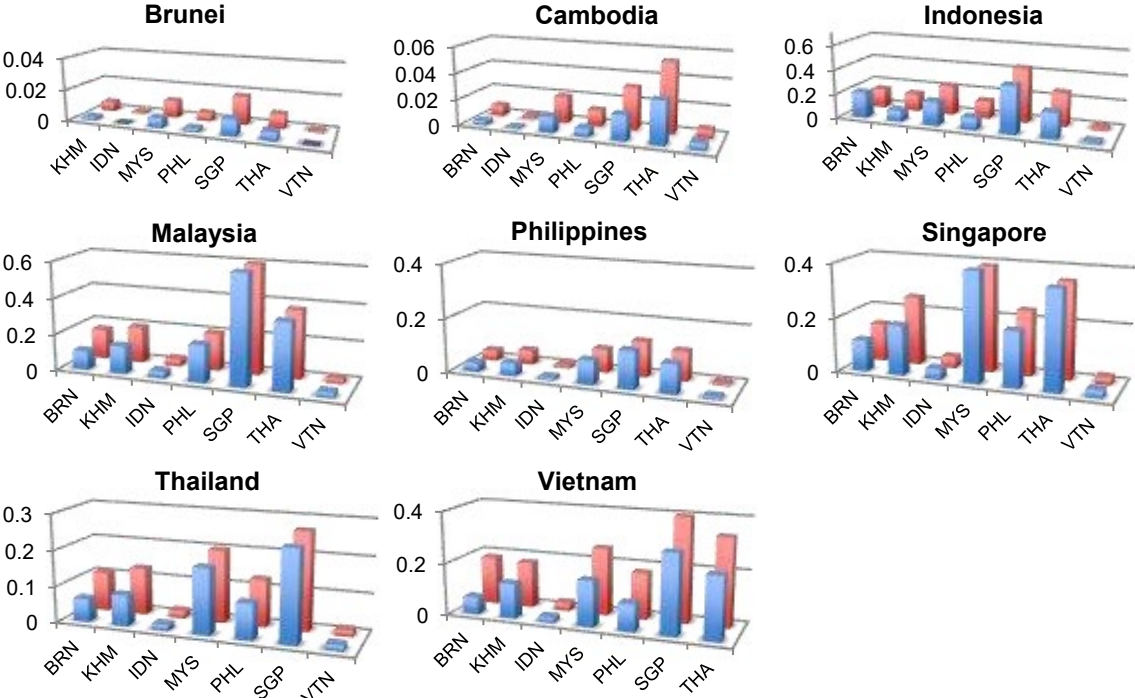 Brunei
0.04
0.02
0
KHM IDN MYS PHL SGP THA VTN
Cambodia
0.06
0.04
0.02
0
BRN IDN MYS PHL SGP THA VTN
Indonesia
0.6
0.4
0.2
0
BRN KHM MYS PHL SGP THA VTN
Malaysia
0.6
0.4
0.2
0
BRN KHM IDN PHL SGP THA VTN
Philippines
0.4
0.2
0
BRN KHM IDN MYS SGP THA VTN
Singapore
0.4
0.2
0
BRN KHM IDN MYS PHL THA VTN
Thailand
0.3
0.2
0.1
0
BRN KHM IDN MYS PHL SGP VTN
Vietnam
0.4
0.2
0
BRN KHM IDN MYS PHL SGP THA